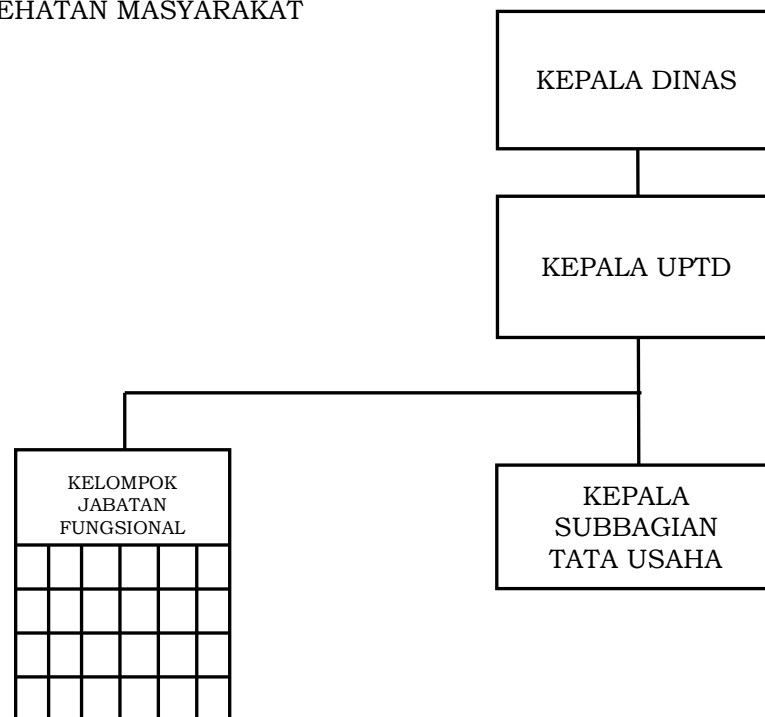 EHATAN MASYARAKAT
KEPALA DINAS
KEPALA UPTD
KELOMPOK
JABATAN
FUNGSIONAL
KEPALA
SUBBAGIAN
TATA USAHA